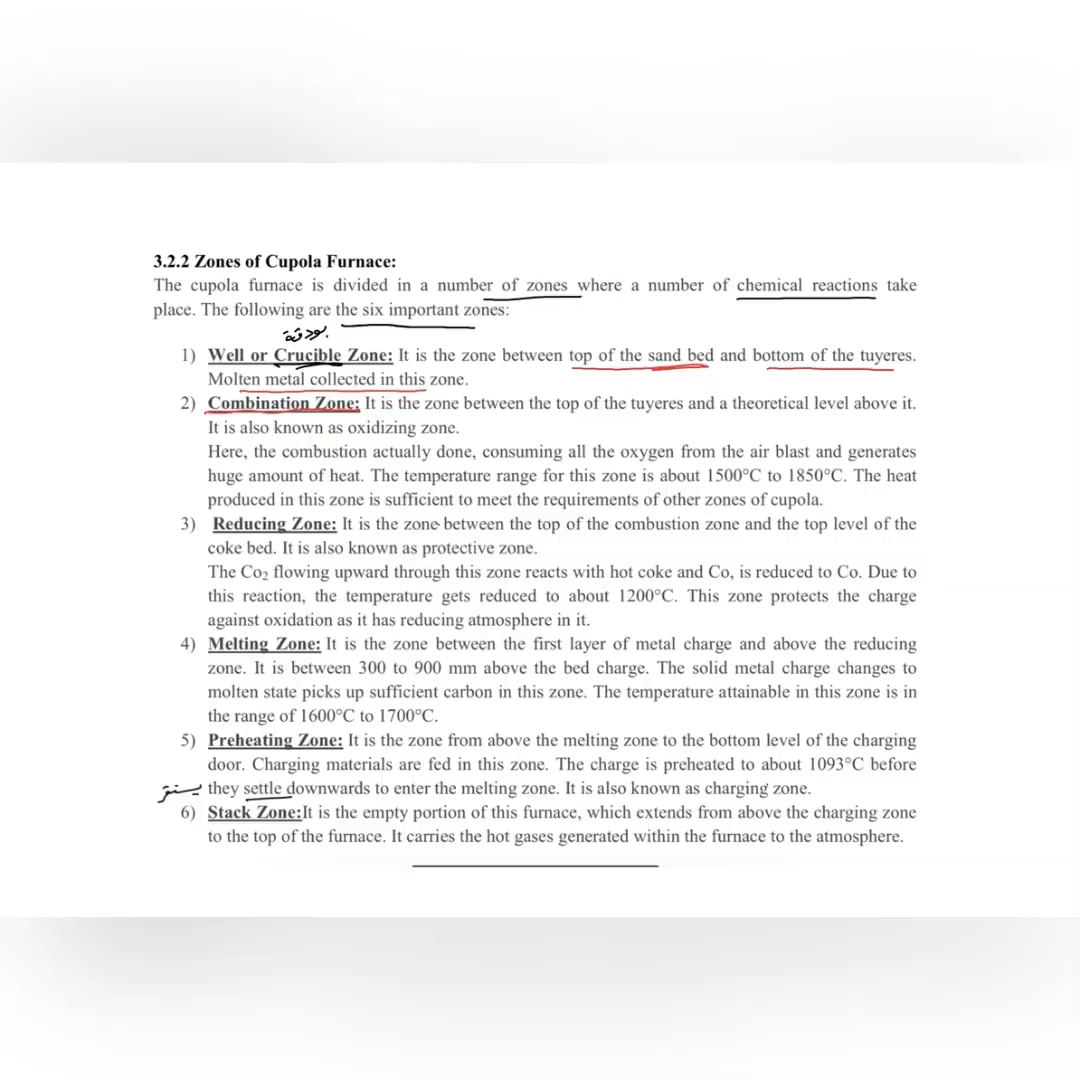 3.2.2 Zones of Cupola Furnace:
The cupola furnace is divided in a number of zones where a number of chemical reactions take
place. The following are the six important zones:
بودقة
1) Well or Crucible Zone: It is the zone between top of the sand bed and bottom of the tuyeres.
Molten metal collected in this zone.
2) Combination Zone: It is the zone between the top of the tuyeres and a theoretical level above it.
It is also known as oxidizing zone.
Here, the combustion actually done, consuming all the oxygen from the air blast and generates
huge amount of heat. The temperature range for this zone is about 1500°C to 1850°C. The heat
produced in this zone is sufficient to meet the requirements of other zones of cupola.
3) Reducing Zone: It is the zone between the top of the combustion zone and the top level of the
coke bed. It is also known as protective zone.
The Co₂ flowing upward through this zone reacts with hot coke and Co, is reduced to Co. Due to
this reaction, the temperature gets reduced to about 1200°C. This zone protects the charge
against oxidation as it has reducing atmosphere in it.
4) Melting Zone: It is the zone between the first layer of metal charge and above the reducing
zone. It is between 300 to 900 mm above the bed charge. The solid metal charge changes to
molten state picks up sufficient carbon in this zone. The temperature attainable in this zone is in
the range of 1600°C to 1700°C.
5) Preheating Zone: It is the zone from above the melting zone to the bottom level of the charging
door. Charging materials are fed in this zone. The charge is preheated to about 1093°C before
they settle downwards to enter the melting zone. It is also known as charging zone.
6) Stack Zone:It is the empty portion of this furnace, which extends from above the charging zone
to the top of the furnace. It carries the hot gases generated within the furnace to the atmosphere.